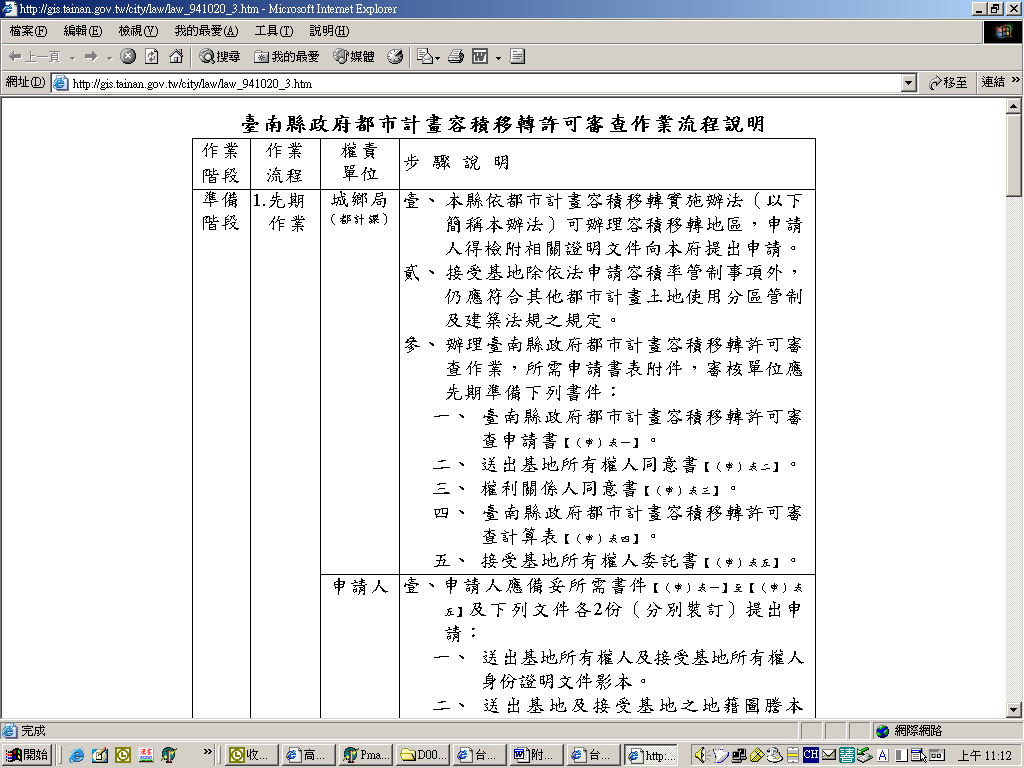 http://gis.tainan.gov.tw/city/law/law_941020_3.htm - Microsoft Internet Explorer
檔案(F) 編輯(E) 檢視(V) 我的最愛(A) 工具(T) 說明(H)
上一頁 搜尋 我的最愛 媒體
網址(D) http://gis.tainan.gov.tw/city/law/law_941020_3.htm 移至 連結 »
臺南縣政府都市計畫容積移轉許可審查作業流程說明
作業階段 作業流程 權責單位 步驟說明
準備階段 1.先期作業 城鄉局(都計課)
壹、本縣依都市計畫容積移轉實施辦法(以下
簡稱本辦法)可辦理容積移轉地區,申請
人得檢附相關證明文件向本府提出申請。
貳、接受基地除依法申請容積率管制事項外,
仍應符合其他都市計畫土地使用分區管制
及建築法規之規定。
參、辦理臺南縣政府都市計畫容積移轉許可審
查作業,所需申請書表附件,審核單位應
先期準備下列書件:
一、臺南縣政府都市計畫容積移轉許可審
查申請書【(申)表一】。
二、送出基地所有權人同意書【(申)表二】。
三、權利關係人同意書【(申)表三】。
四、臺南縣政府都市計畫容積移轉許可審
查計算表【(申)表四】。
五、接受基地所有權人委託書【(申)表五】。
申請人
壹、申請人應備妥所需書件【(申)表一】至【(申)表
五】及下列文件各2份(分別裝訂)提出申
請:
一、送出基地所有權人及接受基地所有權人
身份證明文件影本。
二、送出基地及接受基地之地籍圖謄本
完成 網際網路
開始 » 收... 高... Pma... D00... 台... 附... 台... http:... CH A 上午 11:12